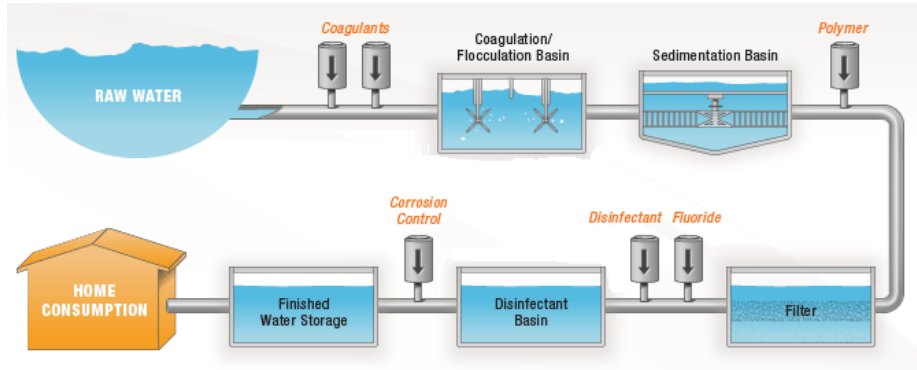 Coagulants
Coagulation/
Flocculation Basin
Sedimentation Basin
Polymer
RAW WATER
Corrosion
Control
Disinfectant
Fluoride
HOME
CONSUMPTION
Finished
Water Storage
Disinfectant
Basin
Filter